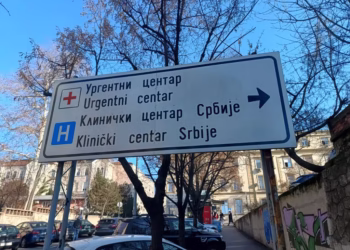 Ургентни центар
Urgentni centar
H Клинички центар Србије
Klinički centar Srbije